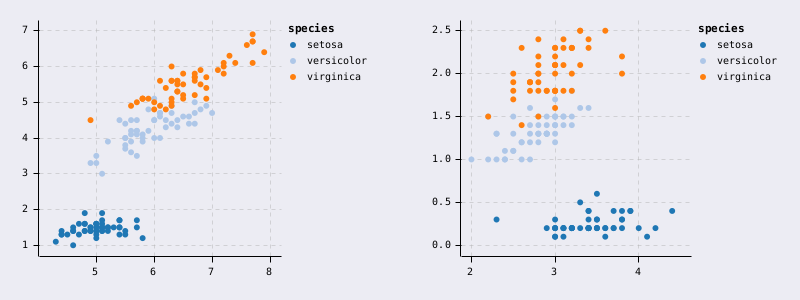 7
6
5
4
3
2
1
5 6 7 8
species
setosa
versicolor
virginica
2.5
2.0
1.5
1.0
0.5
0.0
2 3 4
species
setosa
versicolor
virginica